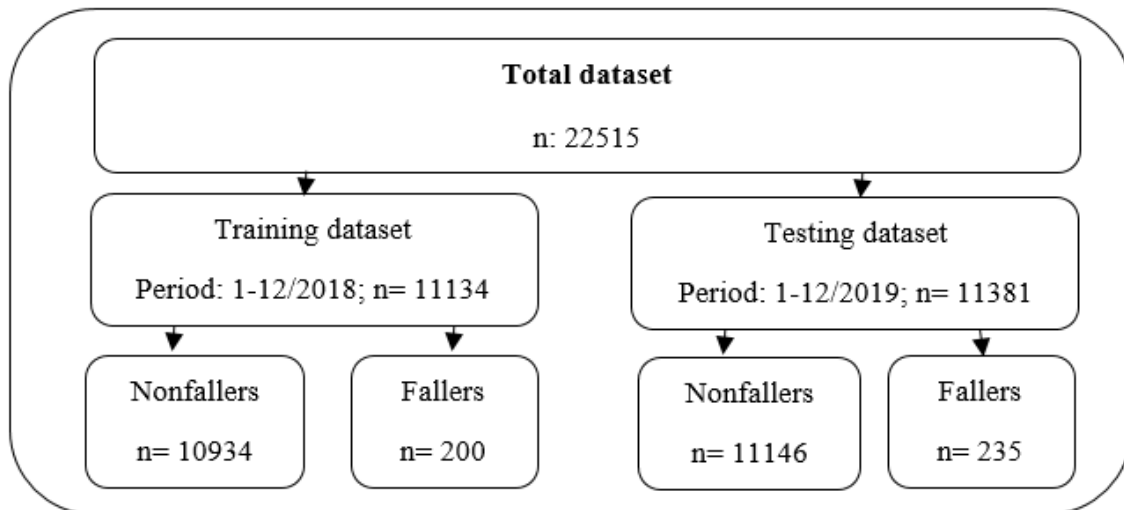 Total dataset
n: 22515
Training dataset
Period: 1-12/2018; n= 11134
Testing dataset
Period: 1-12/2019; n= 11381
Nonfallers
n= 10934
Fallers
n= 200
Nonfallers
n= 11146
Fallers
n= 235